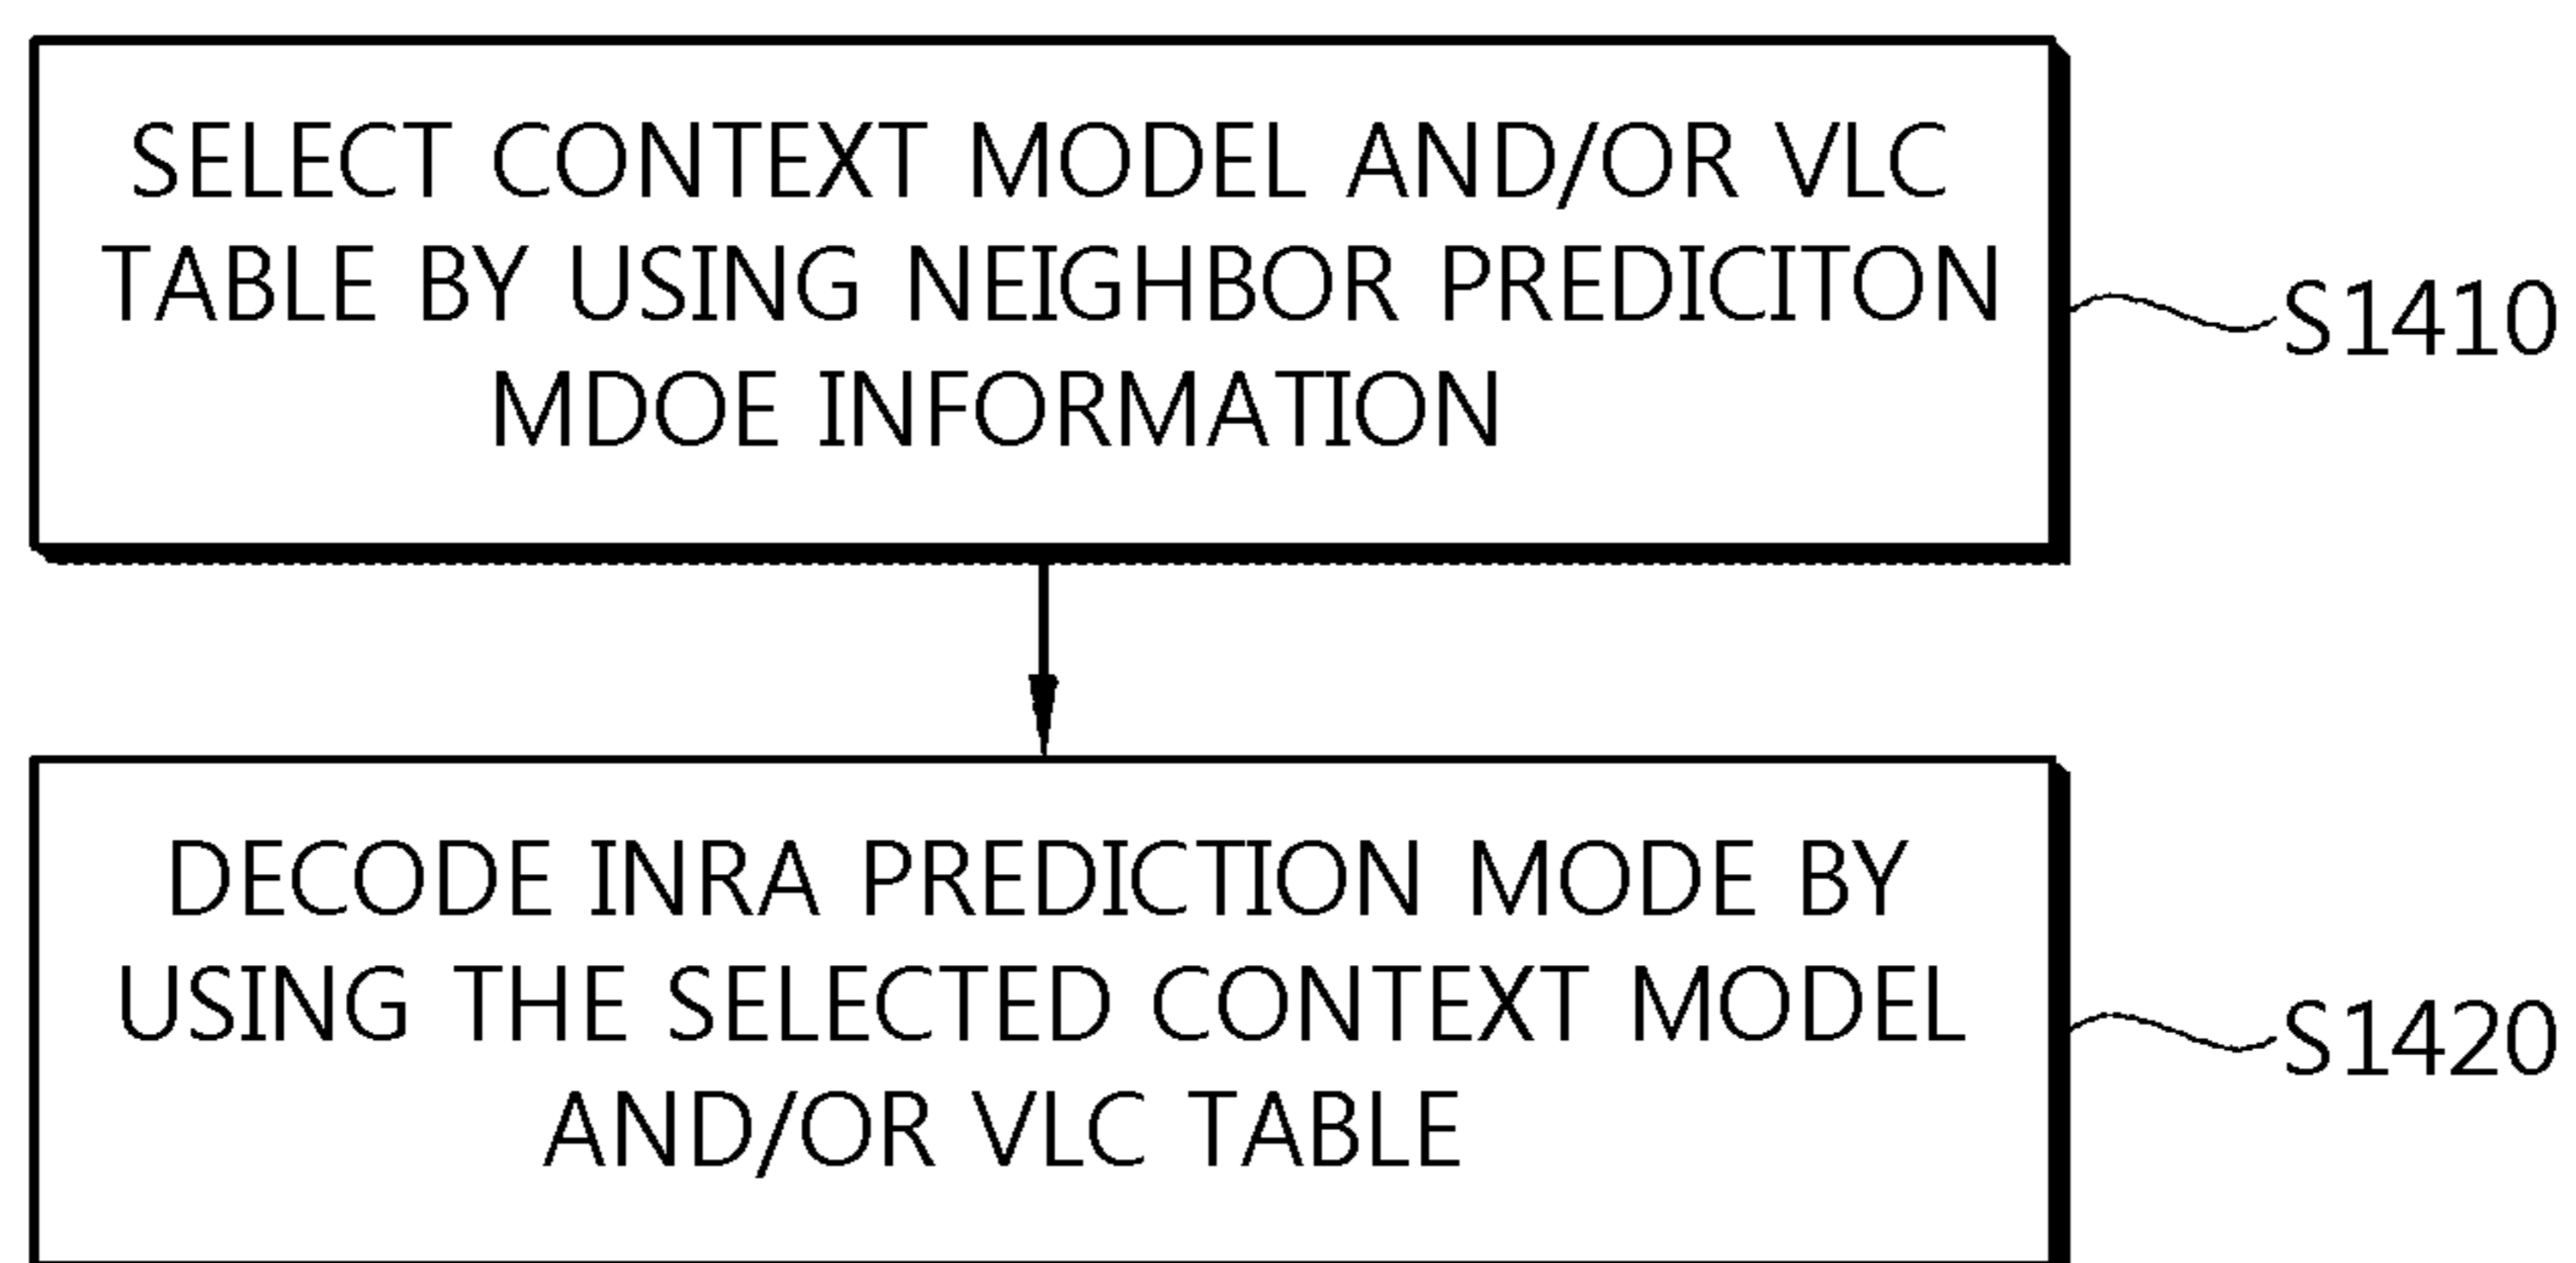 SELECT CONTEXT MODEL AND/OR VLC
TABLE BY USING NEIGHBOR PREDICITON
MDOE INFORMATION
S1410
DECODE INRA PREDICTION MODE BY
USING THE SELECTED CONTEXT MODEL
AND/OR VLC TABLE
S1420